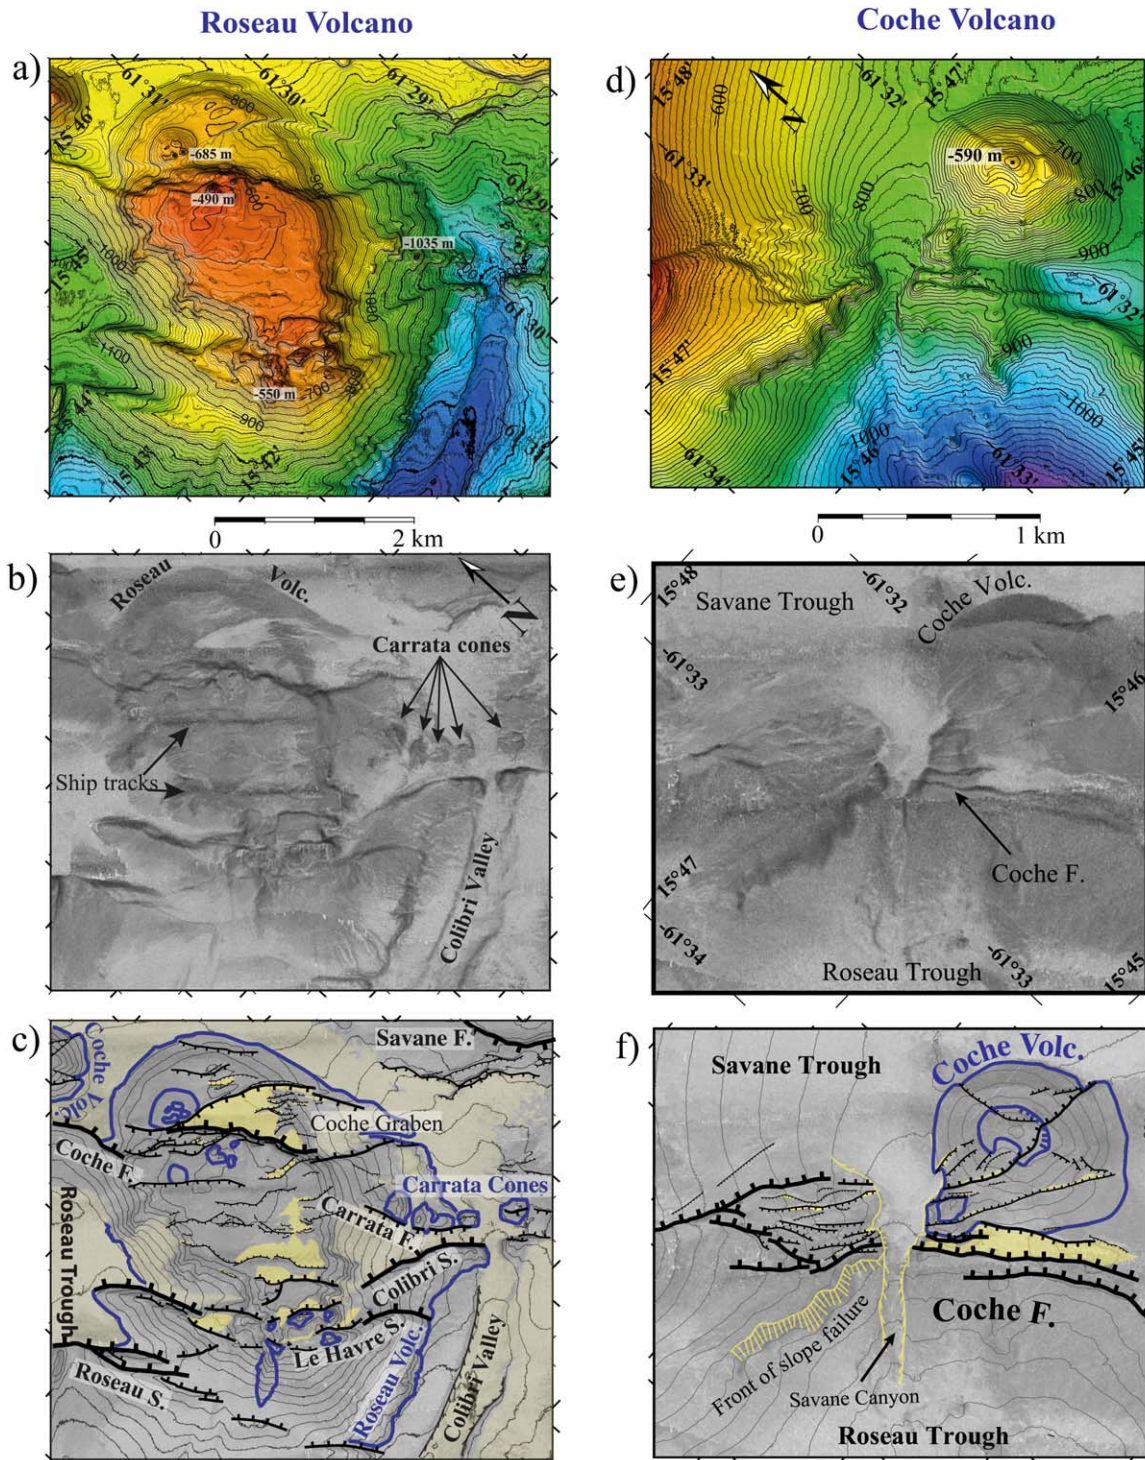 Roseau Volcano
Coche Volcano
a)
-61°31'
-61°30'
-61°29'
15°46'
800
-685 m
-490 m
800
900
61°29'
-1035 m
15°45'
1000
1000
-61°30'
-1100
-550 m
-700
900
15°44'
15°43'
15°42'
-61°31'
d)
15°48'
600
N
-61°32'
15°47'
-590 m
-700
-61°33'
-800
15°46'
-700
-800
-900
-61°32'
15°47'
900
-1000
-61°34'
1000
15°46'
-61°33'
15°45'
0
2 km
0
1 km
b)
Roseau
Volc.
N
Carrata cones
Ship tracks
Colibri Valley
e)
15°48
-61°32
Savane Trough
Coche Volc.
-61°33
15°46
Coche F.
15°47
-61°34
-61°33
15°45
Roseau Trough
c)
Coche
Volc.
Savane F.
Coche Graben
Coche F.
Carrata Cones
Roseau Trough
Carrata F.
Colibri S.
Le Havre S.
Roseau S.
Roseau Volc.
Colibri Valley
f)
Savane Trough
Coche Volc.
Coche F.
Front of slope failure
Savane Canyon
Roseau Trough